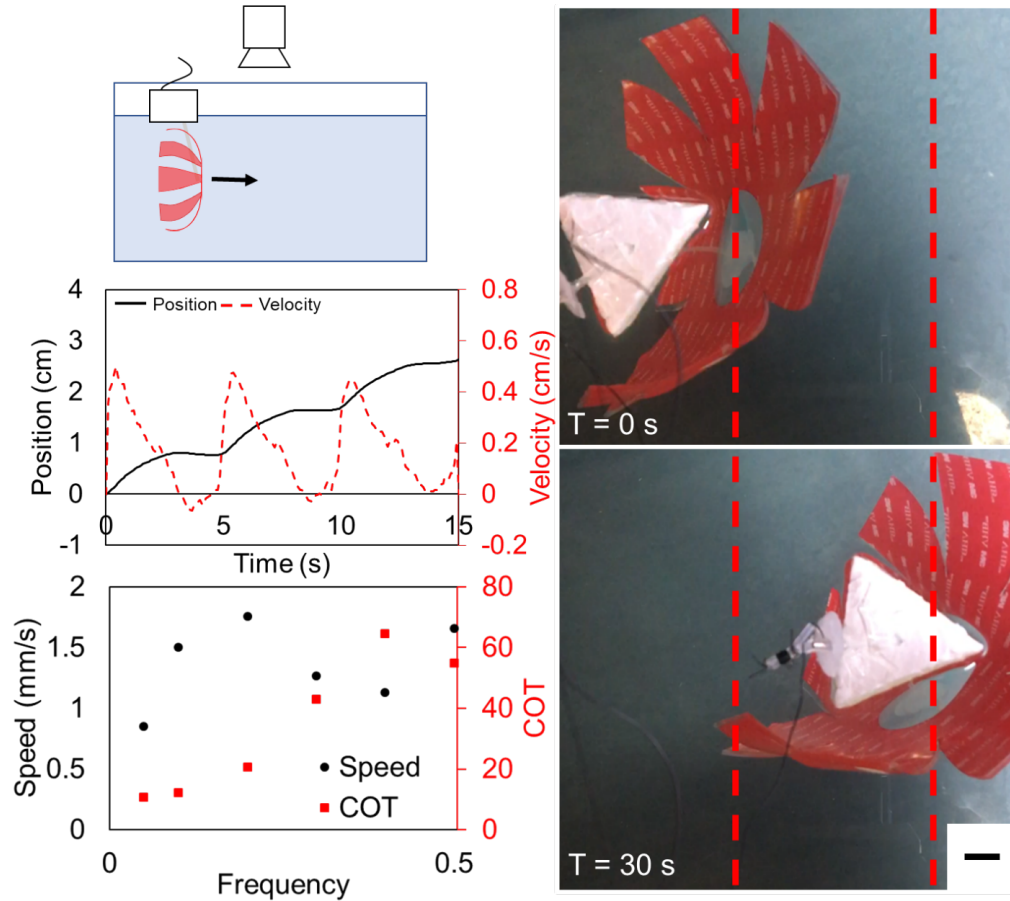 Position
Velocity
4
3
2
1
0
-1
Position (cm)
0.8
0.6
0.4
0.2
0
-0.2
Velocity (cm/s)
0
5
10
15
Time (s)
2
1.5
1
0.5
0
Speed (mm/s)
80
60
40
20
0
COT
Speed
COT
0
0.5
Frequency
T = 0 s
T = 30 s